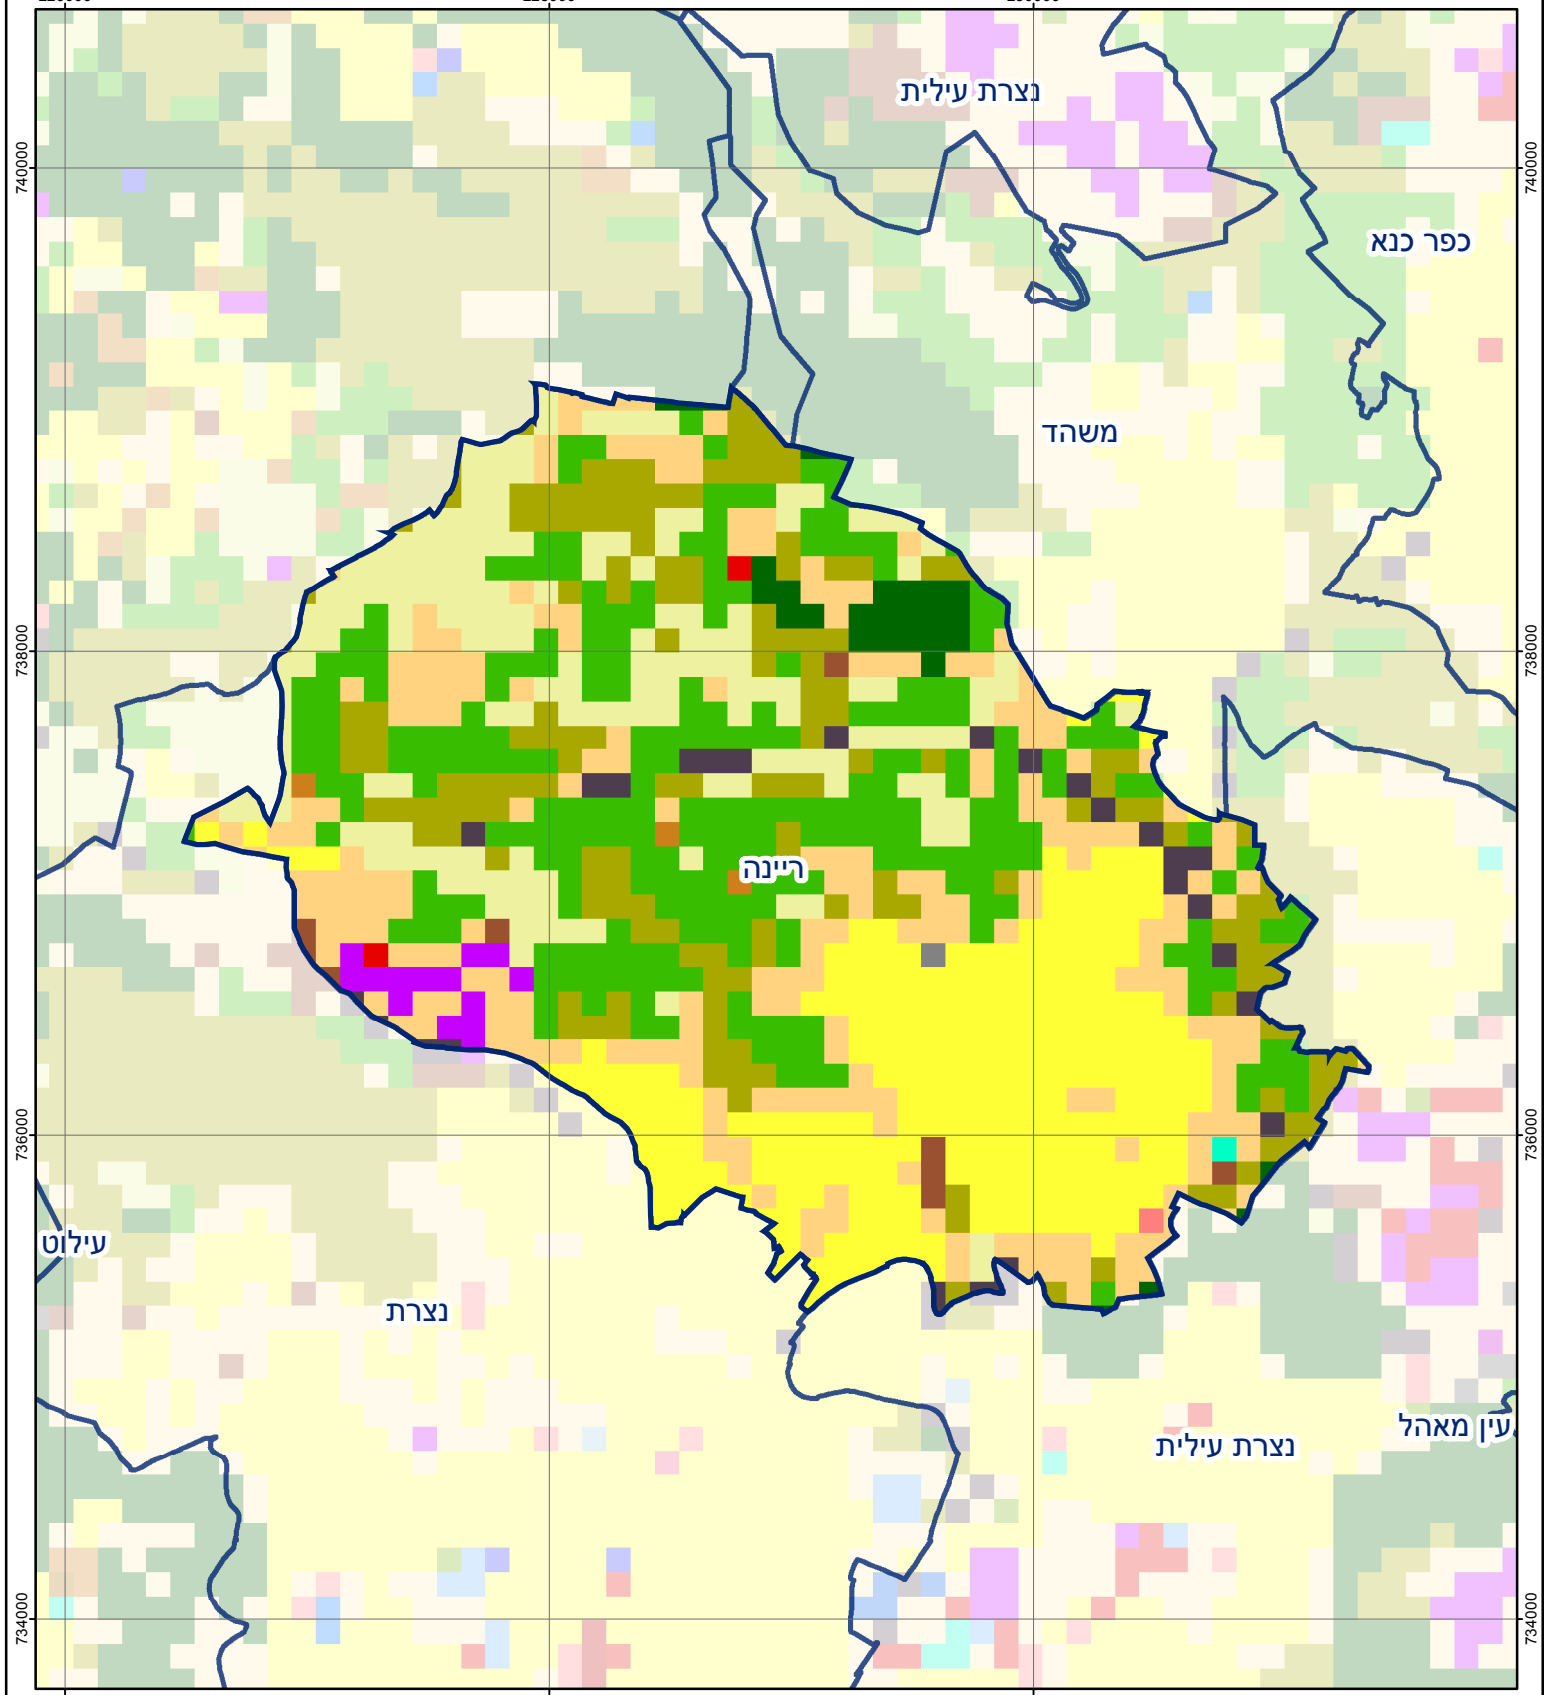 נצרת עילית
740000
740000
כפר כנא
משהד
738000
738000
ריינה
736000
736000
עילוט
נצרת
עין מאהל
נצרת עילית
734000
734000